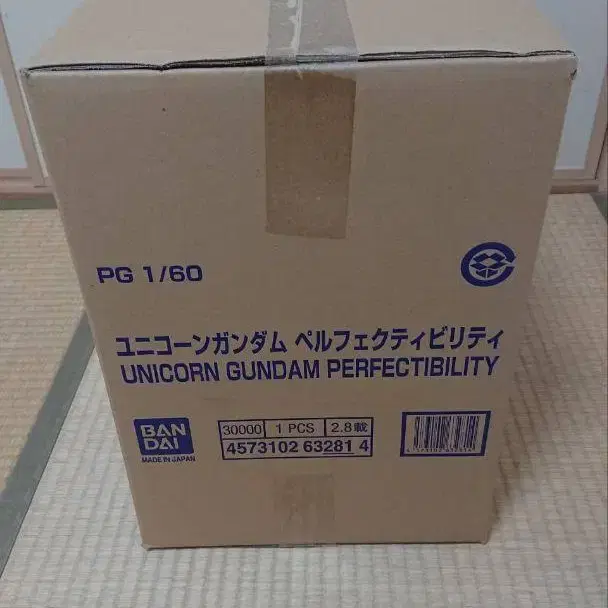 PG 1/60
ユニコーンガンダム ペルフェクティビリティ
UNICORN GUNDAM PERFECTIBILITY
BAN
DAI
MADE IN JAPAN
30000 1 PCS 2.8載
4573102 63281 4